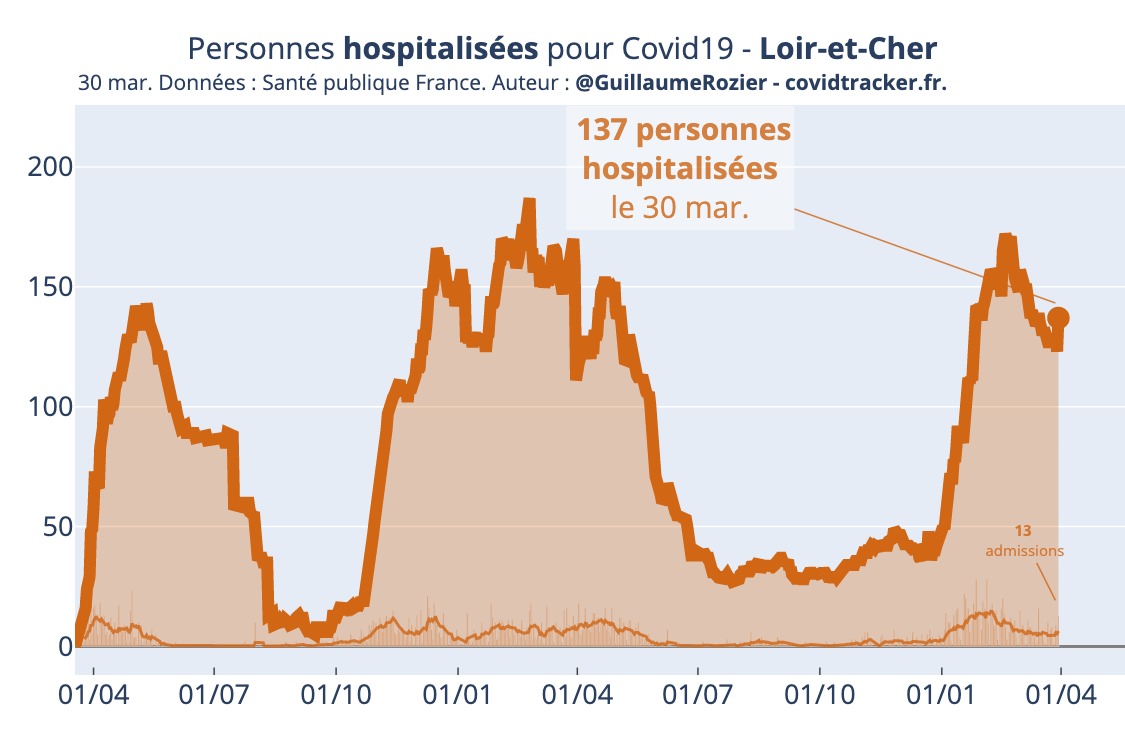 Personnes hospitalisées pour Covid19 - Loir-et-Cher
30 mar. Données : Santé publique France. Auteur : @GuillaumeRozier - covidtracker.fr.
137 personnes
hospitalisées
le 30 mar.
200
150
100
50
0
13
admissions
01/04 01/07 01/10 01/01 01/04 01/07 01/10 01/01 01/04